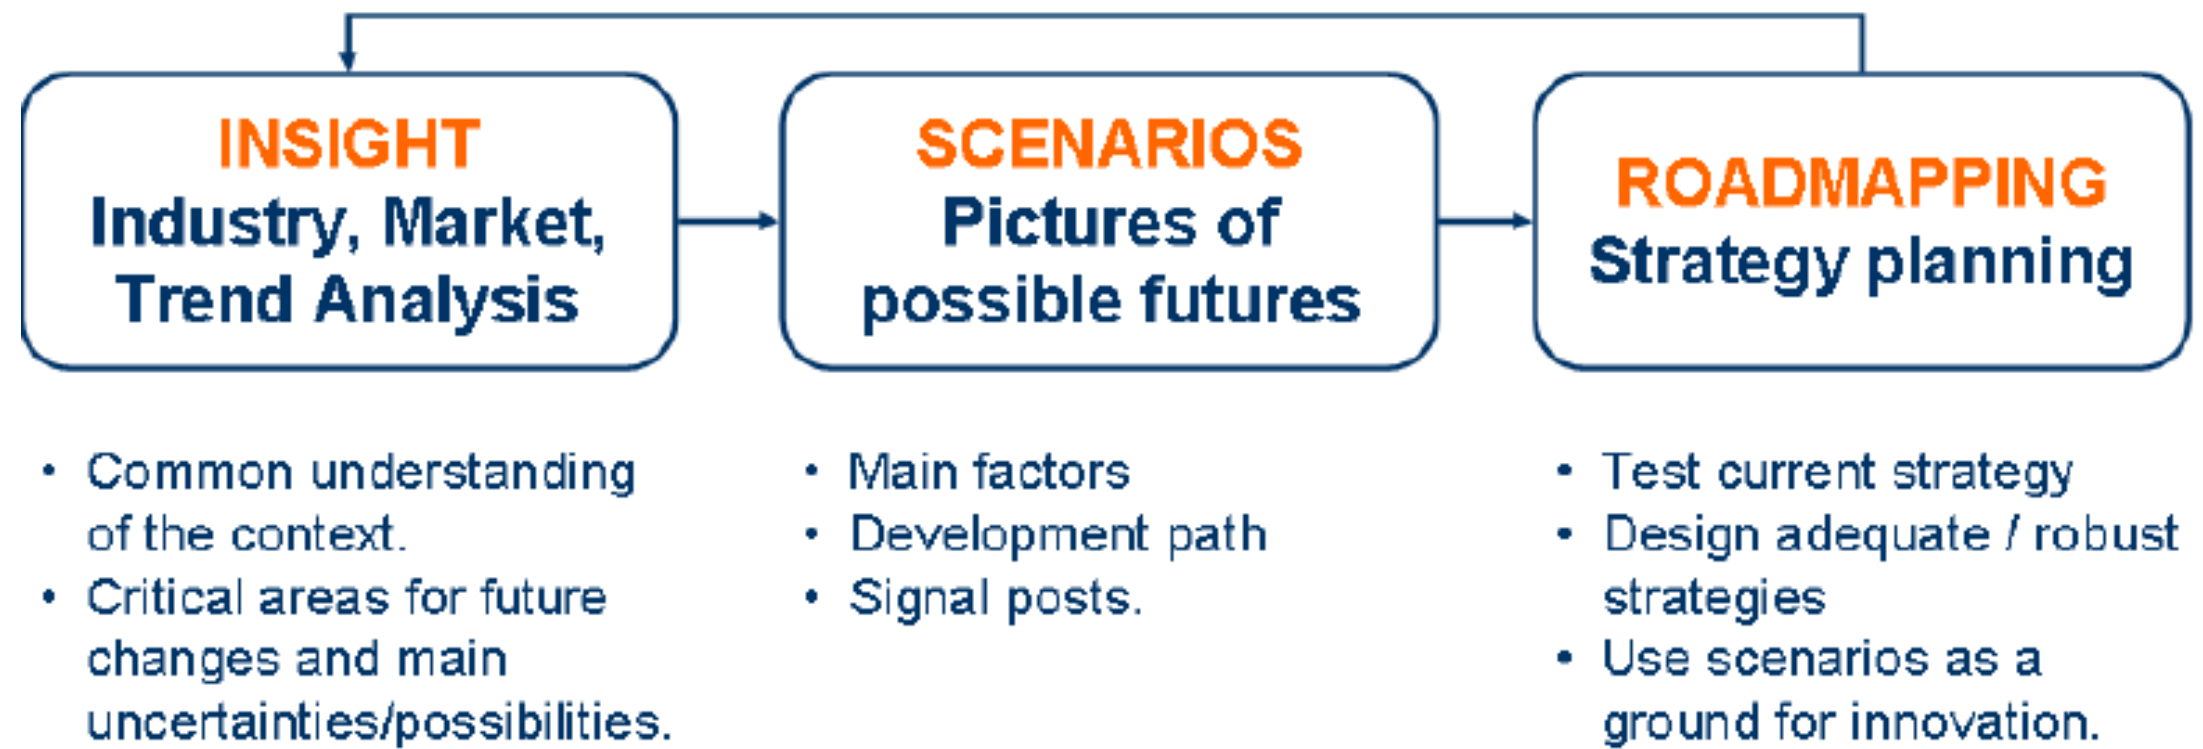 INSIGHT
Industry, Market,
Trend Analysis
• Common understanding
of the context.
• Critical areas for future
changes and main
uncertainties/possibilities.
SCENARIOS
Pictures of
possible futures
• Main factors
• Development path
• Signal posts.
ROADMAPPING
Strategy planning
• Test current strategy
• Design adequate / robust
strategies
• Use scenarios as a
ground for innovation.